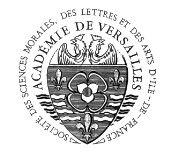 SOCIÉTÉ DES SCIENCES MORALES, DES LETTRES ET DES ARTS D'ILE-DE-FRANCE
ACADÉMIE DE VERSAILLES